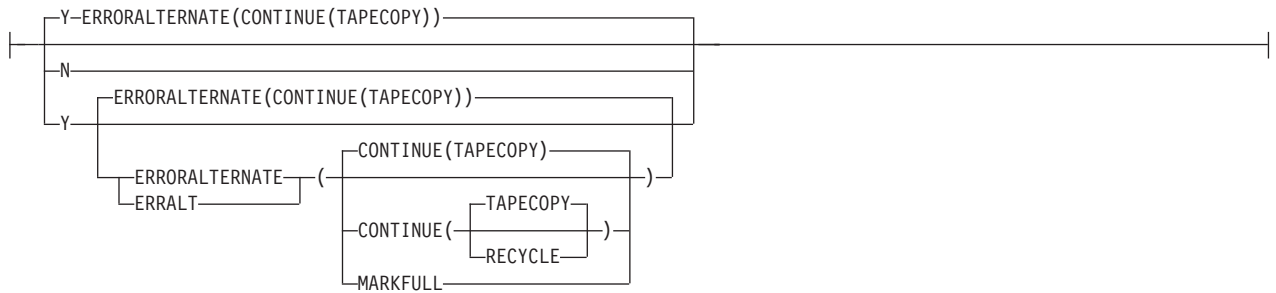 Y—ERRORALTERNATE(CONTINUE(TAPECOPY))
N
ERRORALTERNATE(CONTINUE(TAPECOPY))
Y
CONTINUE(TAPECOPY)
ERRORALTERNATE ( )
ERRALT
TAPECOPY
CONTINUE( )
RECYCLE
MARKFULL